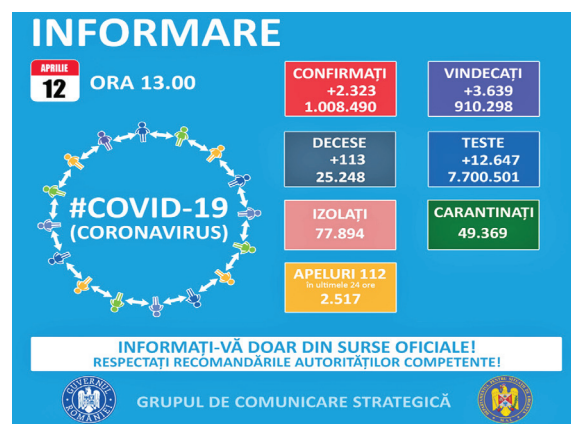 INFORMARE
APRILIE
12
ORA 13.00
CONFIRMAȚI
+2.323
1.008.490
VINDECAȚI
+3.639
910.298
DECESE
+113
25.248
TESTE
+12.647
7.700.501
#COVID-19
(CORONAVIRUS)
IZOLAȚI
77.894
CARANTINAȚI
49.369
APELURI 112
în ultimele 24 ore
2.517
INFORMAȚI-VĂ DOAR DIN SURSE OFICIALE!
RESPECTAȚI RECOMANDĂRILE AUTORITĂȚILOR COMPETENTE!
GUVERNUL
ROMÂNIEI
GRUPUL DE COMUNICARE STRATEGICĂ